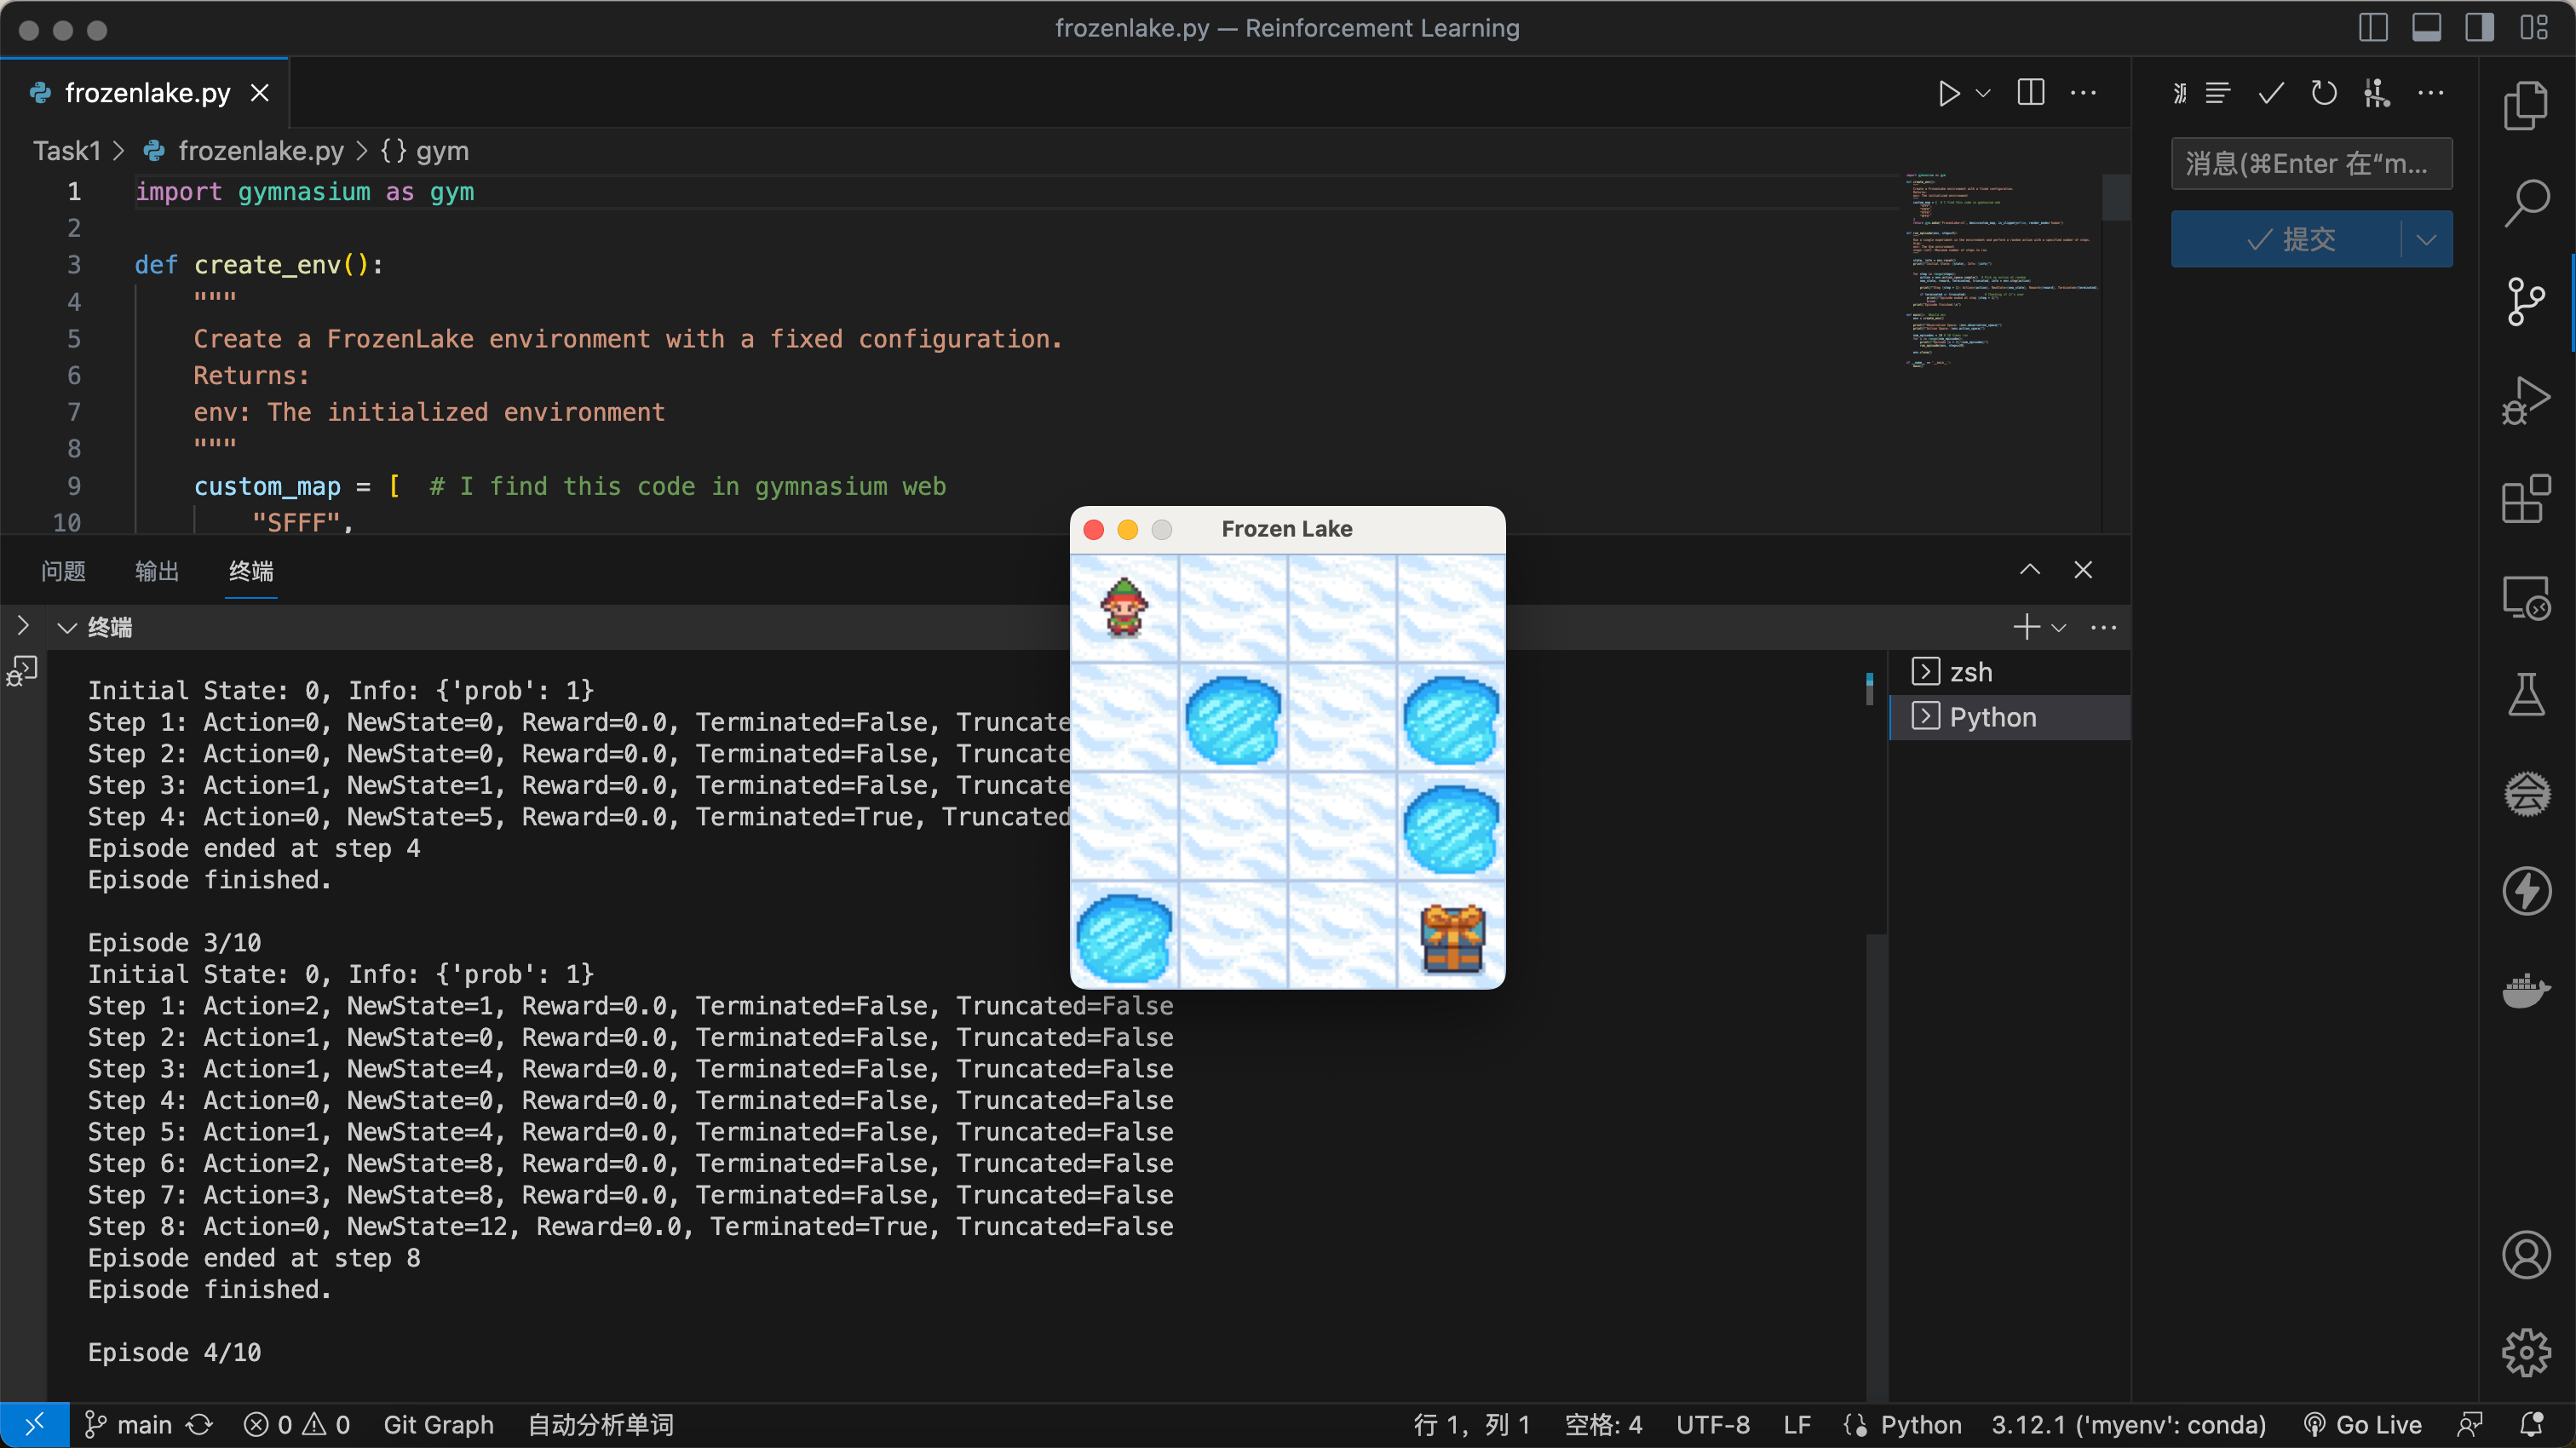 frozenlake.py — Reinforcement Learning
frozenlake.py
Task1 > frozenlake.py > {} gym
1 import gymnasium as gym
2
3 def create_env():
4 """
5 Create a FrozenLake environment with a fixed configuration.
6 Returns:
7 env: The initialized environment
8 """
9 custom_map = [ # I find this code in gymnasium web
10 "SFFF",
消息(⌘Enter 在“m...
提交
问题 输出 终端
终端
zsh
Python
Frozen Lake
Initial State: 0, Info: {'prob': 1}
Step 1: Action=0, NewState=0, Reward=0.0, Terminated=False, Truncate
Step 2: Action=0, NewState=0, Reward=0.0, Terminated=False, Truncate
Step 3: Action=1, NewState=1, Reward=0.0, Terminated=False, Truncate
Step 4: Action=0, NewState=5, Reward=0.0, Terminated=True, Truncated
Episode ended at step 4
Episode finished.
Episode 3/10
Initial State: 0, Info: {'prob': 1}
Step 1: Action=2, NewState=1, Reward=0.0, Terminated=False, Truncated=False
Step 2: Action=1, NewState=0, Reward=0.0, Terminated=False, Truncated=False
Step 3: Action=1, NewState=4, Reward=0.0, Terminated=False, Truncated=False
Step 4: Action=0, NewState=0, Reward=0.0, Terminated=False, Truncated=False
Step 5: Action=1, NewState=4, Reward=0.0, Terminated=False, Truncated=False
Step 6: Action=2, NewState=8, Reward=0.0, Terminated=False, Truncated=False
Step 7: Action=3, NewState=8, Reward=0.0, Terminated=False, Truncated=False
Step 8: Action=0, NewState=12, Reward=0.0, Terminated=True, Truncated=False
Episode ended at step 8
Episode finished.
Episode 4/10
main 0 0 Git Graph 自动分析单词 行 1，列 1 空格: 4 UTF-8 LF {} Python 3.12.1 ('myenv': conda) Go Live